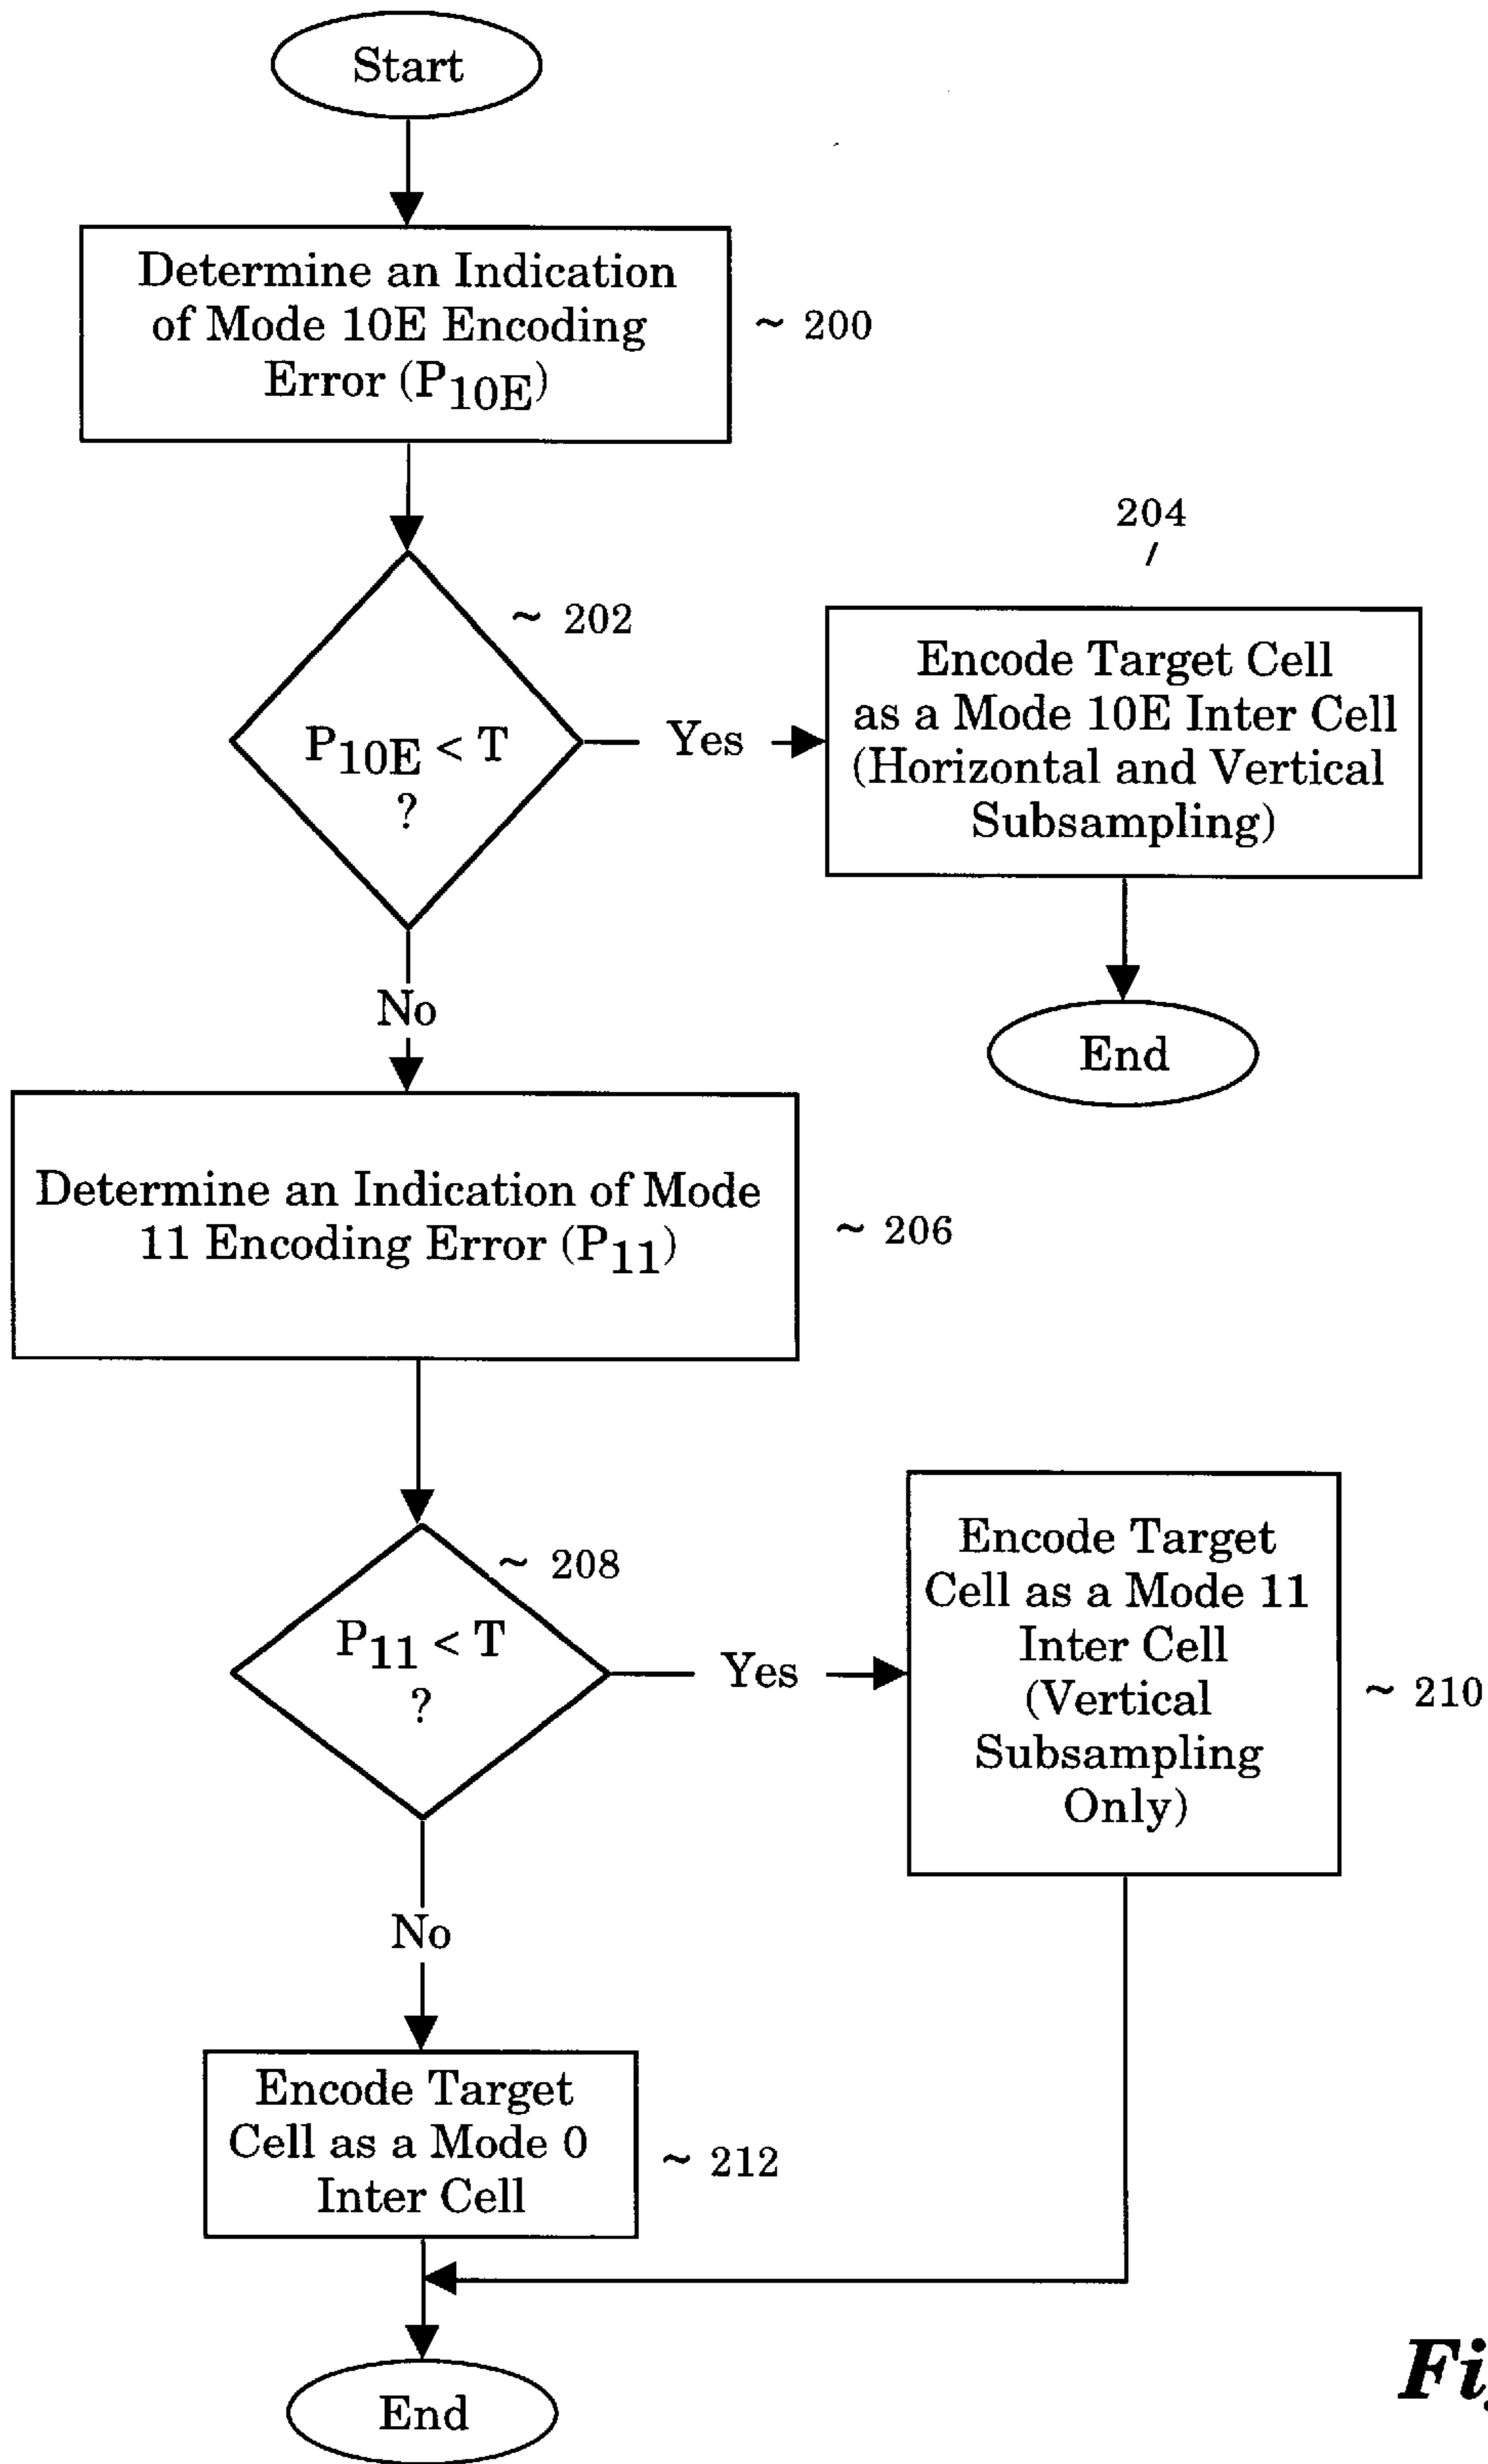 Start
Determine an Indication
of Mode 10E Encoding
Error (P10E)
~ 200
204
/
~ 202
P10E < T
?
Yes
Encode Target Cell
as a Mode 10E Inter Cell
(Horizontal and Vertical
Subsampling)
No
End
Determine an Indication of Mode
11 Encoding Error (P11)
~ 206
~ 208
P11 < T
?
Yes
Encode Target
Cell as a Mode 11
Inter Cell
(Vertical
Subsampling
Only)
~ 210
No
Encode Target
Cell as a Mode 0
Inter Cell
~ 212
End